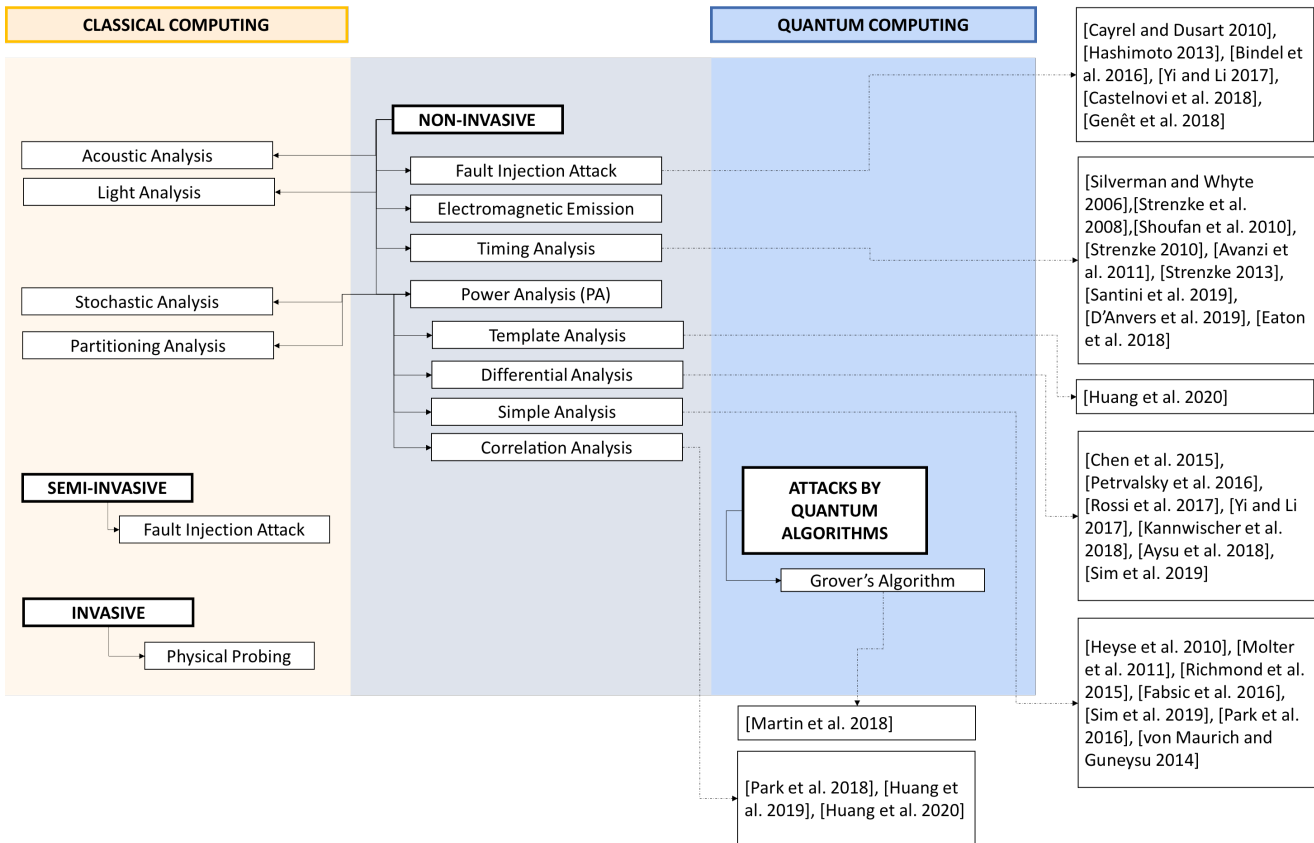 CLASSICAL COMPUTING
QUANTUM COMPUTING
NON-INVASIVE
Acoustic Analysis
Light Analysis
Stochastic Analysis
Partitioning Analysis
Fault Injection Attack
Electromagnetic Emission
Timing Analysis
Power Analysis (PA)
Template Analysis
Differential Analysis
Simple Analysis
Correlation Analysis
SEMI-INVASIVE
Fault Injection Attack
INVASIVE
Physical Probing
ATTACKS BY
QUANTUM
ALGORITHMS
Grover's Algorithm
[Martin et al. 2018]
[Park et al. 2018], [Huang et
al. 2019], [Huang et al. 2020]
[Cayrel and Dusart 2010],
[Hashimoto 2013], [Bindel et
al. 2016], [Yi and Li 2017],
[Castelnovi et al. 2018],
[Genêt et al. 2018]
[Silverman and Whyte
2006],[Strenzke et al.
2008],[Shoufan et al. 2010],
[Strenzke 2010], [Avanzi et
al. 2011], [Strenzke 2013],
[Santini et al. 2019],
[D'Anvers et al. 2019], [Eaton
et al. 2018]
[Huang et al. 2020]
[Chen et al. 2015],
[Petrvalsky et al. 2016],
[Rossi et al. 2017], [Yi and Li
2017], [Kannwischer et al.
2018], [Aysu et al. 2018],
[Sim et al. 2019]
[Heyse et al. 2010], [Molter
et al. 2011], [Richmond et al.
2015], [Fabsic et al. 2016],
[Sim et al. 2019], [Park et al.
2016], [von Maurich and
Guneysu 2014]